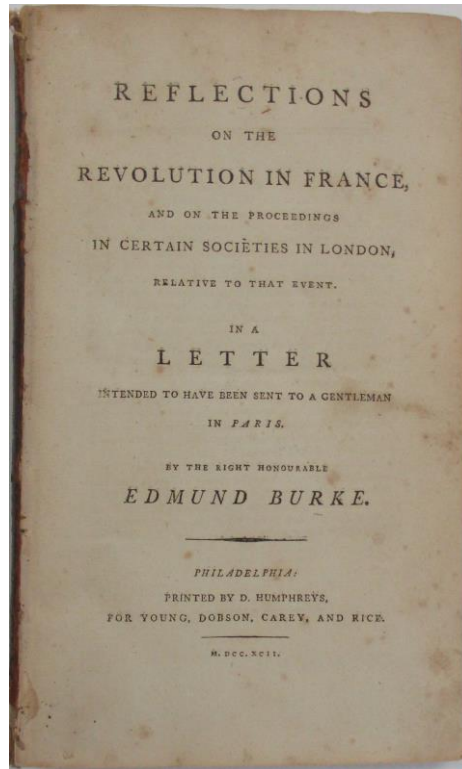 REFLECTIONS
ON THE
REVOLUTION IN FRANCE,
AND ON THE PROCEEDINGS
IN CERTAIN SOCIETIES IN LONDON,
RELATIVE TO THAT EVENT.
IN A
LETTER
INTENDED TO HAVE BEEN SENT TO A GENTLEMAN
IN PARIS.
BY THE RIGHT HONOURABLE
EDMUND BURKE.
PHILADELPHIA:
PRINTED BY D. HUMPHREYS,
FOR YOUNG, DOBSON, CAREY, AND RICE.
M.DCC.XCII.